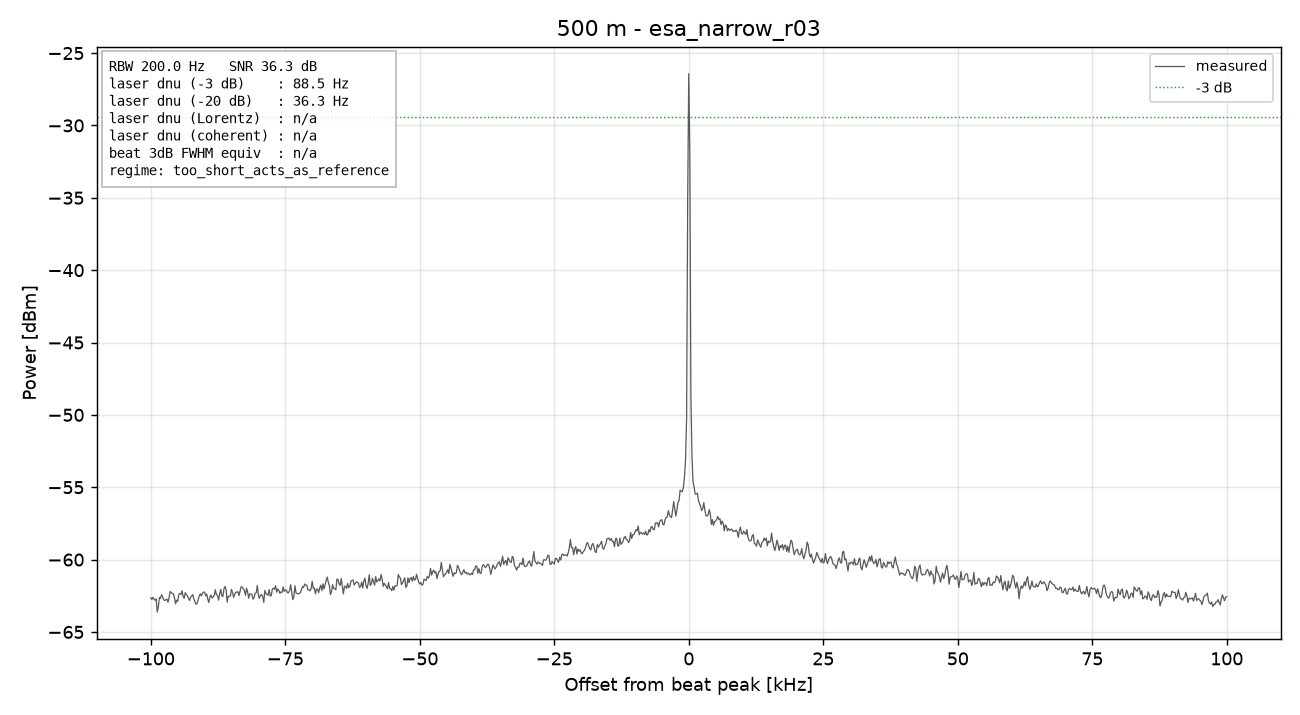 500 m - esa_narrow_r03
RBW 200.0 Hz   SNR 36.3 dB
laser dnu (-3 dB)    : 88.5 Hz
laser dnu (-20 dB)   : 36.3 Hz
laser dnu (Lorentz)  : n/a
laser dnu (coherent) : n/a
beat 3dB FWHM equiv  : n/a
regime: too_short_acts_as_reference
measured
-3 dB
−25
−30
−35
−40
−45
−50
−55
−60
−65
Power [dBm]
−100
−75
−50
−25
0
25
50
75
100
Offset from beat peak [kHz]